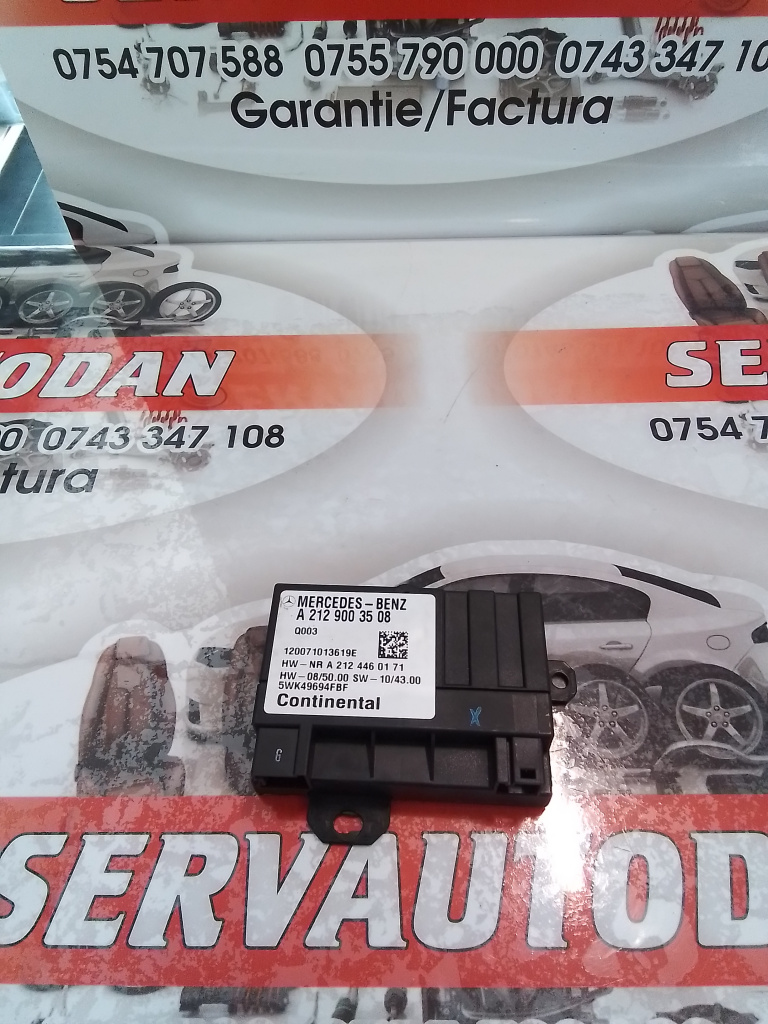 0754 707 588 0755 790 000 0743 347 10
Garantie/Factura
ODAN
SE
0 0743 347 108
0754 7
tura
MERCEDES-BENZ
A 212 900 35 08
Q003
120071013619E
HW-NR A 212 446 01 71
HW-08/50.00 SW-10/43.00
5WK49694FBF
Continental
G
SERVAUTOD